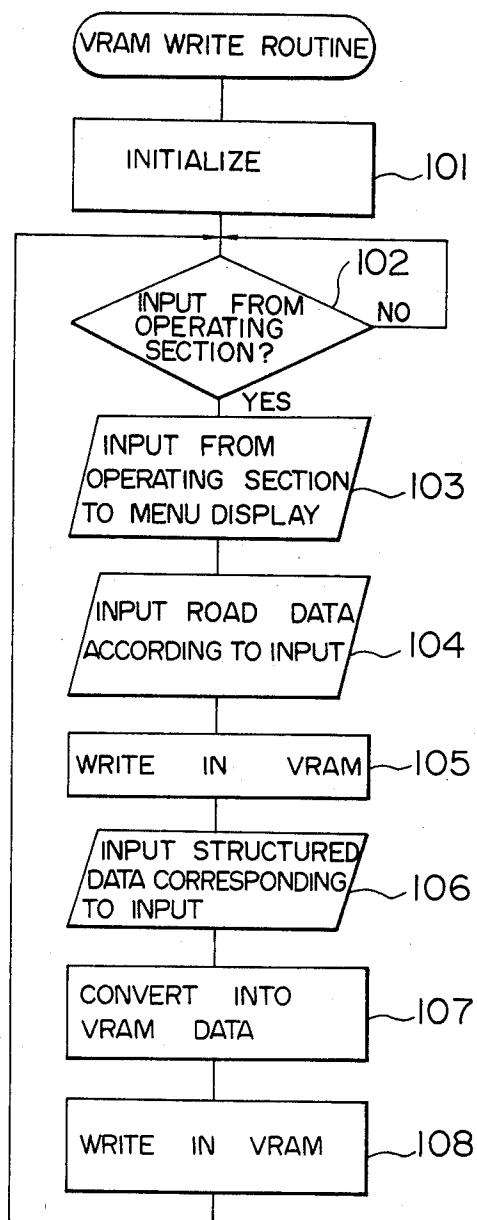 VRAM WRITE ROUTINE
INITIALIZE
101
102
INPUT FROM
OPERATING
SECTION?
NO
YES
INPUT FROM
OPERATING SECTION
TO MENU DISPLAY
103
INPUT ROAD DATA
ACCORDING TO INPUT
104
WRITE IN VRAM
105
INPUT STRUCTURED
DATA CORRESPONDING
TO INPUT
106
CONVERT INTO
VRAM DATA
107
WRITE IN VRAM
108